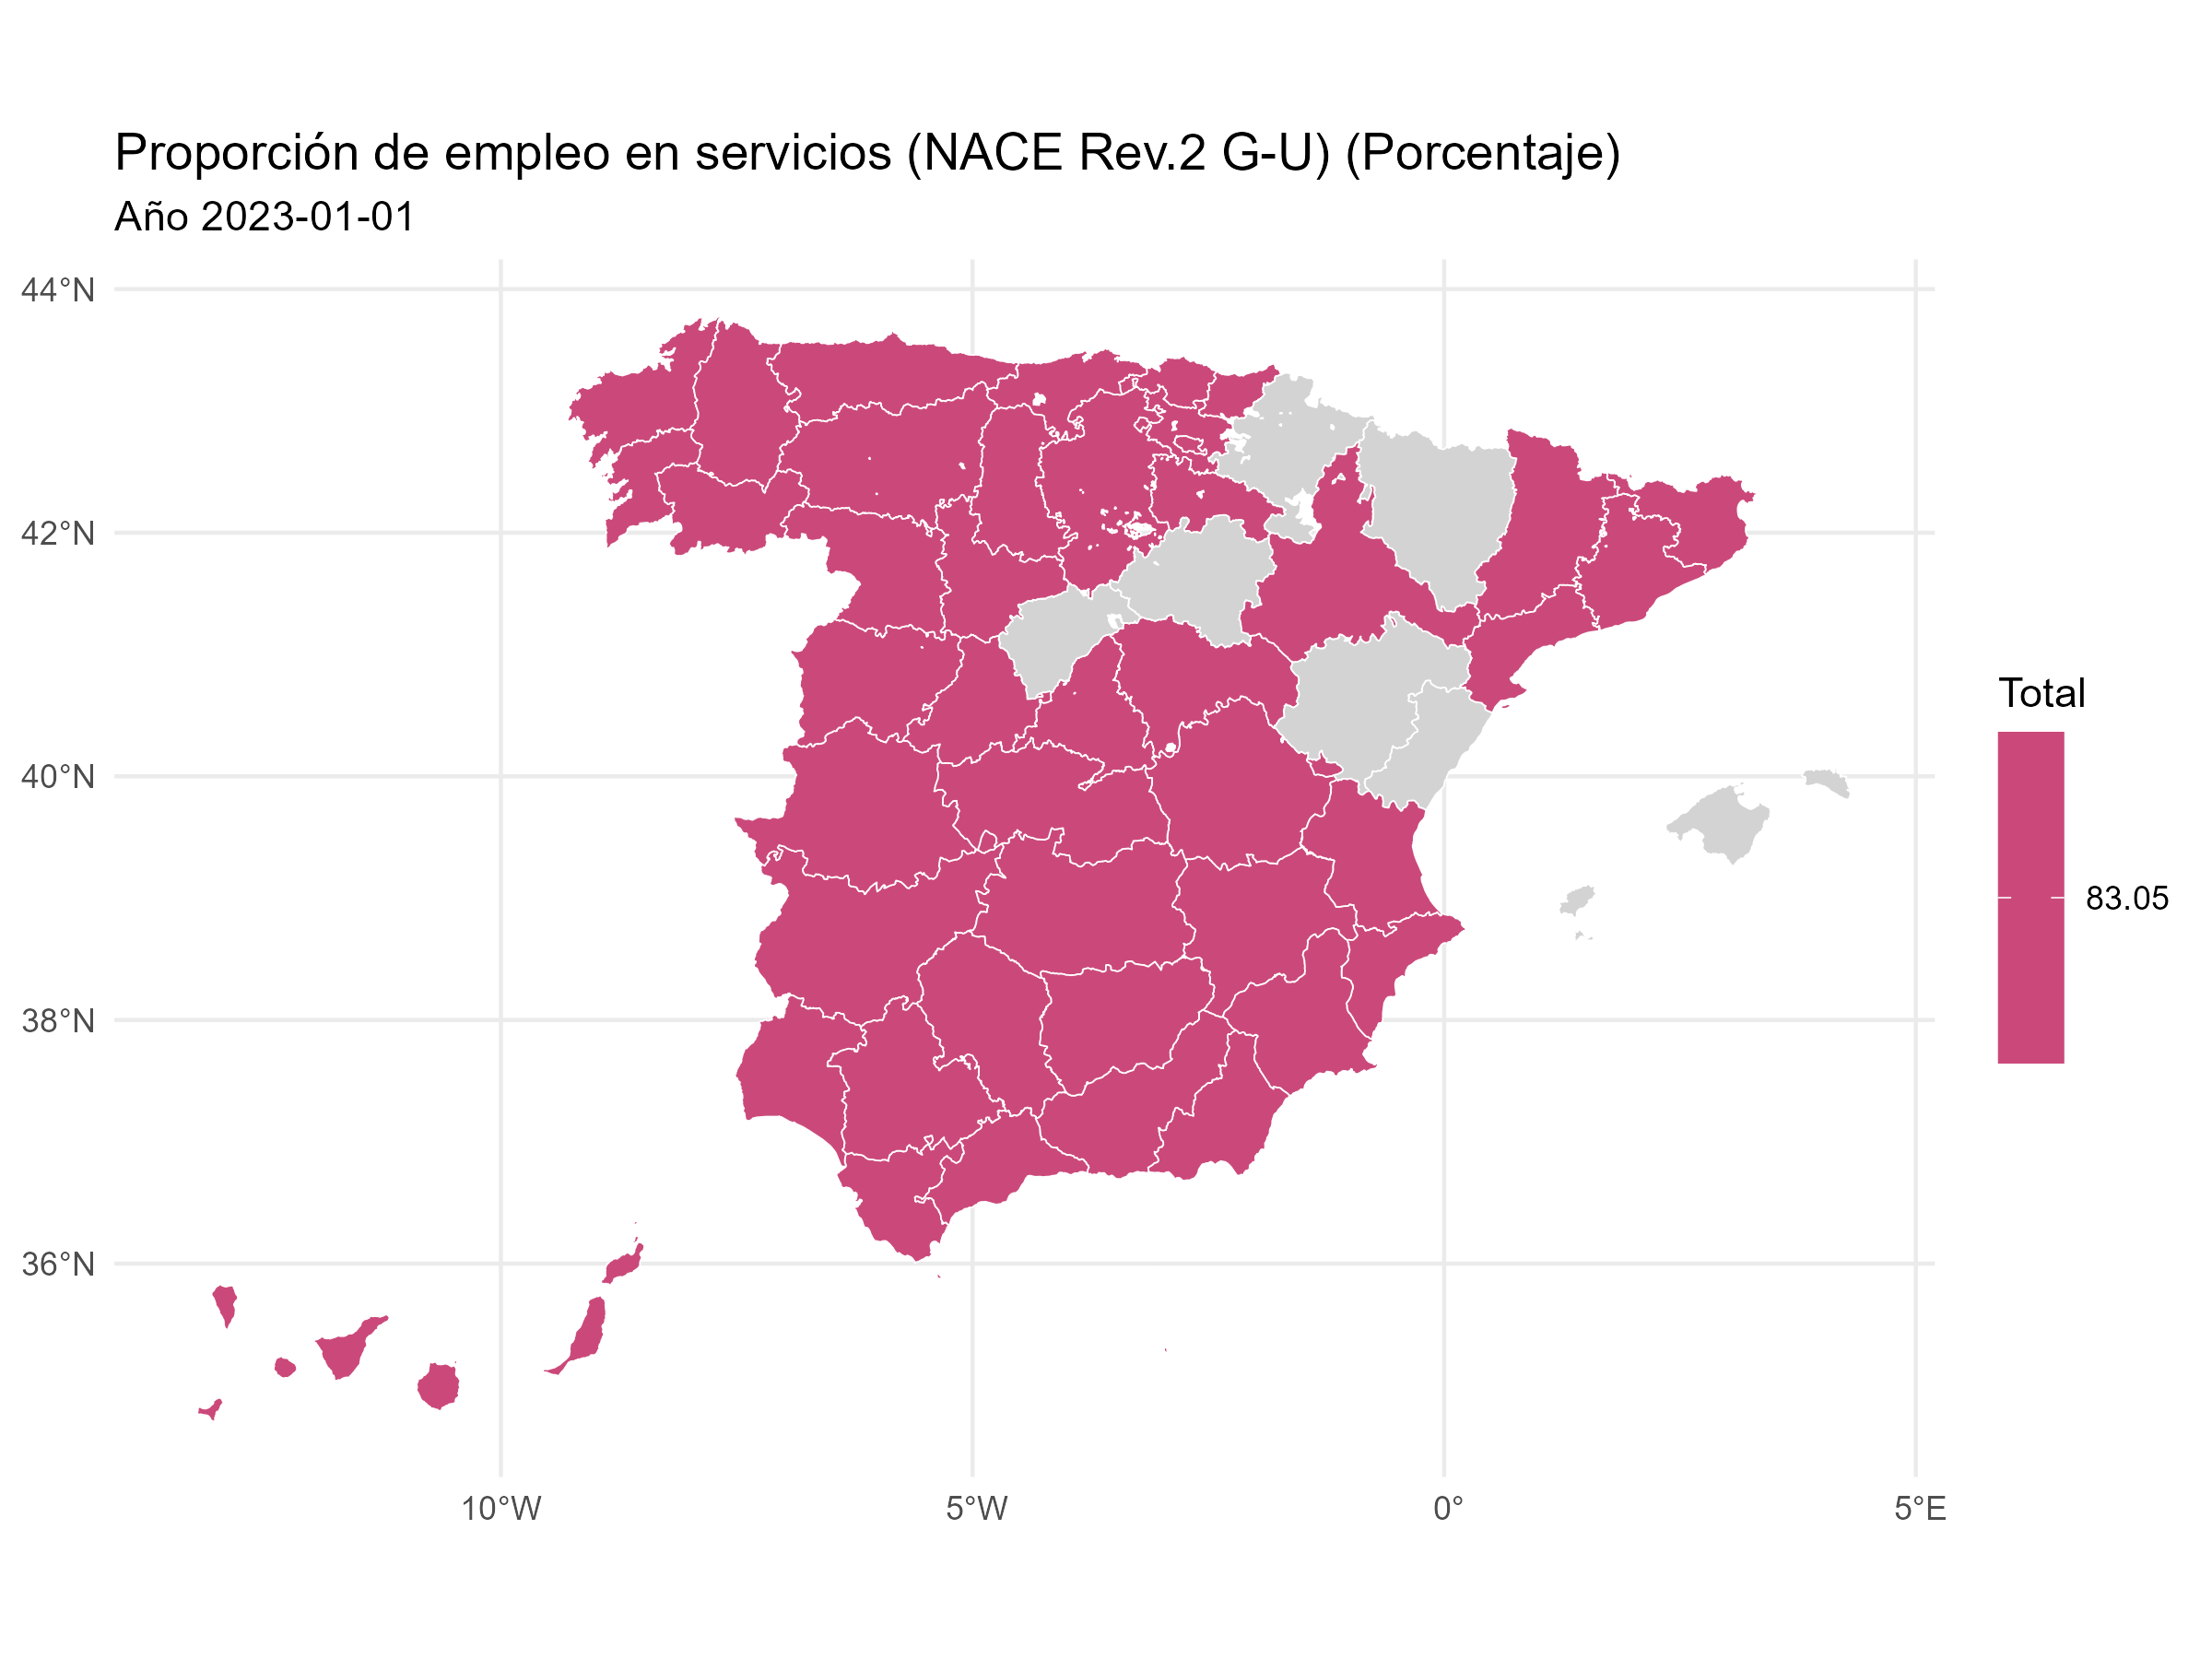 Proporción de empleo en servicios (NACE Rev.2 G-U) (Porcentaje)
Año 2023-01-01
44°N
42°N
40°N
38°N
36°N
10°W
5°W
0°
5°E
Total
83.05